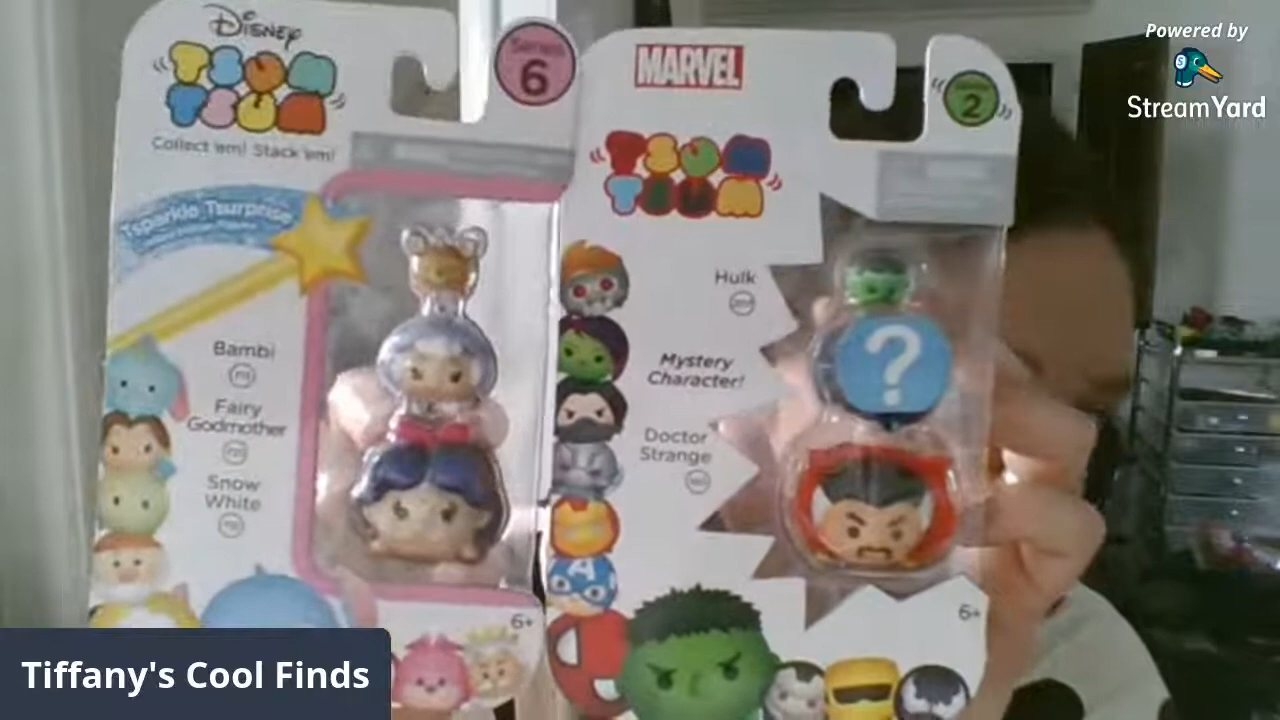 Disney
TSUM
TSUM
Collect 'em! Stack 'em!
Series
6
Tsparkle Tsurprise
Bambi
Fairy
Godmother
Snow
White
6+
MARVEL
2
TSUM
TSUM
Hulk
Mystery
Character!
Doctor
Strange
?
6+
Powered by
StreamYard
Tiffany's Cool Finds